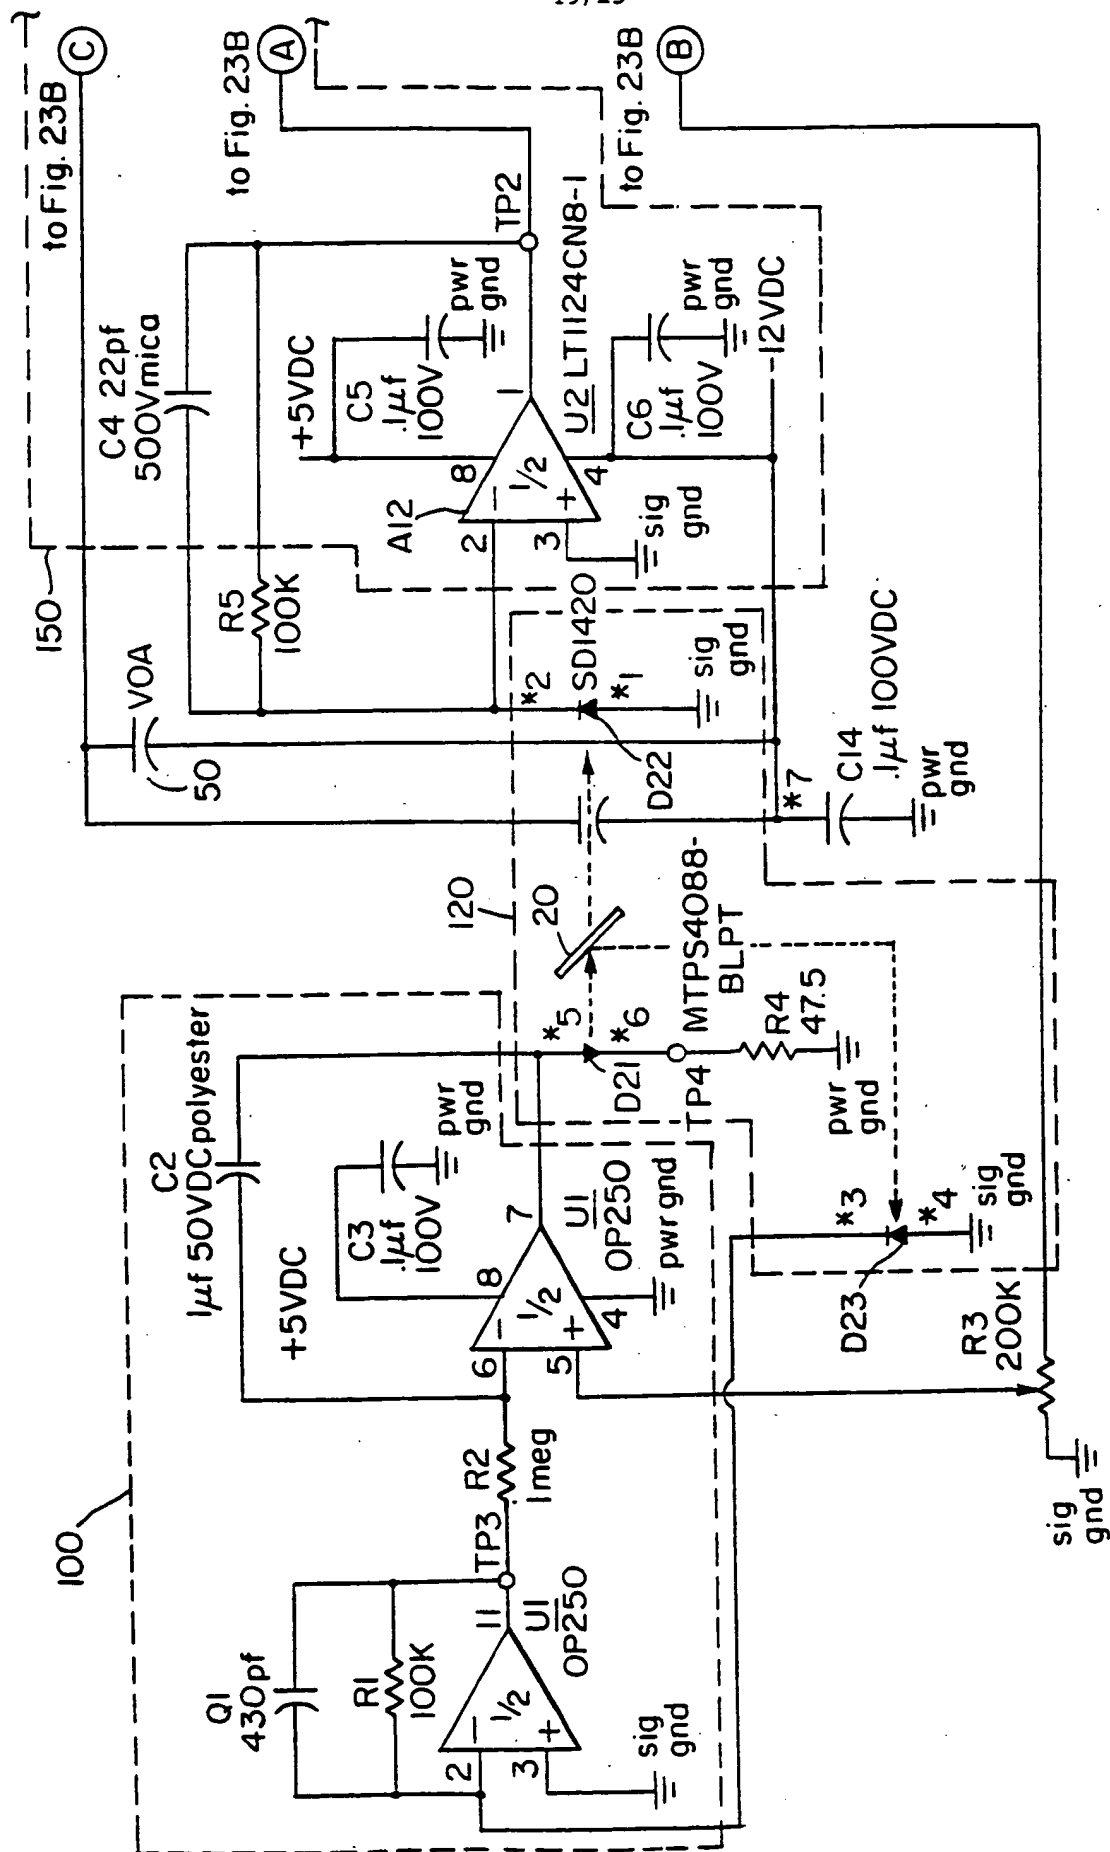 19/25
100
Q1
430pf
R1
100K
2
3
1/2
11
U1
OP250
sig
gnd
TP3
R2
1meg
C2
1µf 50VDC polyester
+5VDC
C3
.1µf
100V
pwr
gnd
6
5
8
1/2
4
7
U1
OP250
pwr gnd
*5
*6
D21
TP4
R4
47.5
pwr
gnd
MTPS4088-
BLPT
120
20
D23
*3
*4
sig
gnd
R3
200K
sig
gnd
150
VOA
50
R5
100K
C4 22pf
500Vmica
*2
SD1420
*1
D22
sig
gnd
*7
C14
.1µf 100VDC
pwr
gnd
A12
2
3
8
1/2
4
1
sig
gnd
+5VDC
C5
.1µf
100V
pwr
gnd
U2 LT1124CN8-1
C6
.1µf
100V
pwr
gnd
-12VDC
TP2
to Fig. 23B
C
to Fig. 23B
A
to Fig. 23B
B